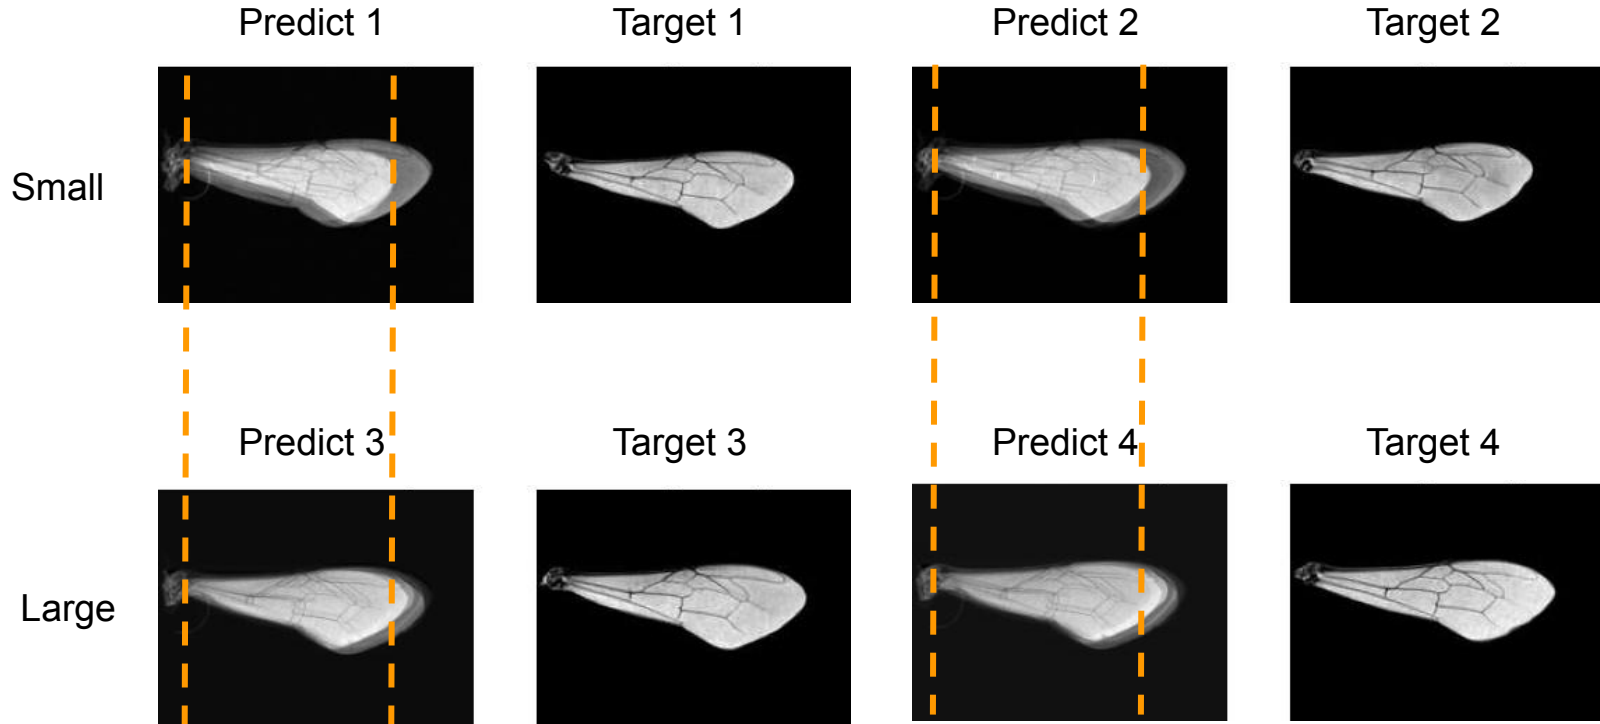 Predict 1
Target 1
Predict 2
Target 2
Small
Predict 3
Target 3
Predict 4
Target 4
Large